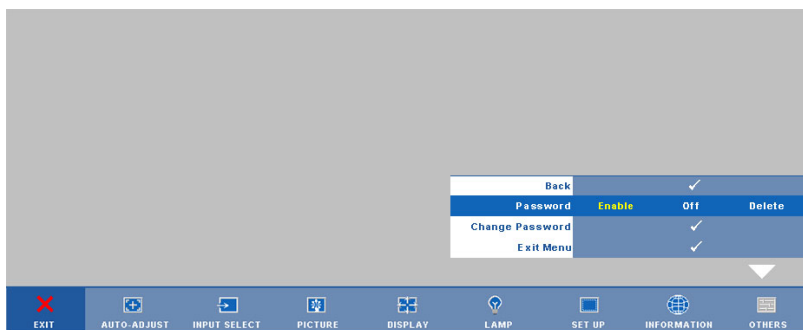 Back
Password Enable Off Delete
Change Password
Exit Menu
EXIT AUTO-ADJUST INPUT SELECT PICTURE DISPLAY LAMP SET UP INFORMATION OTHERS